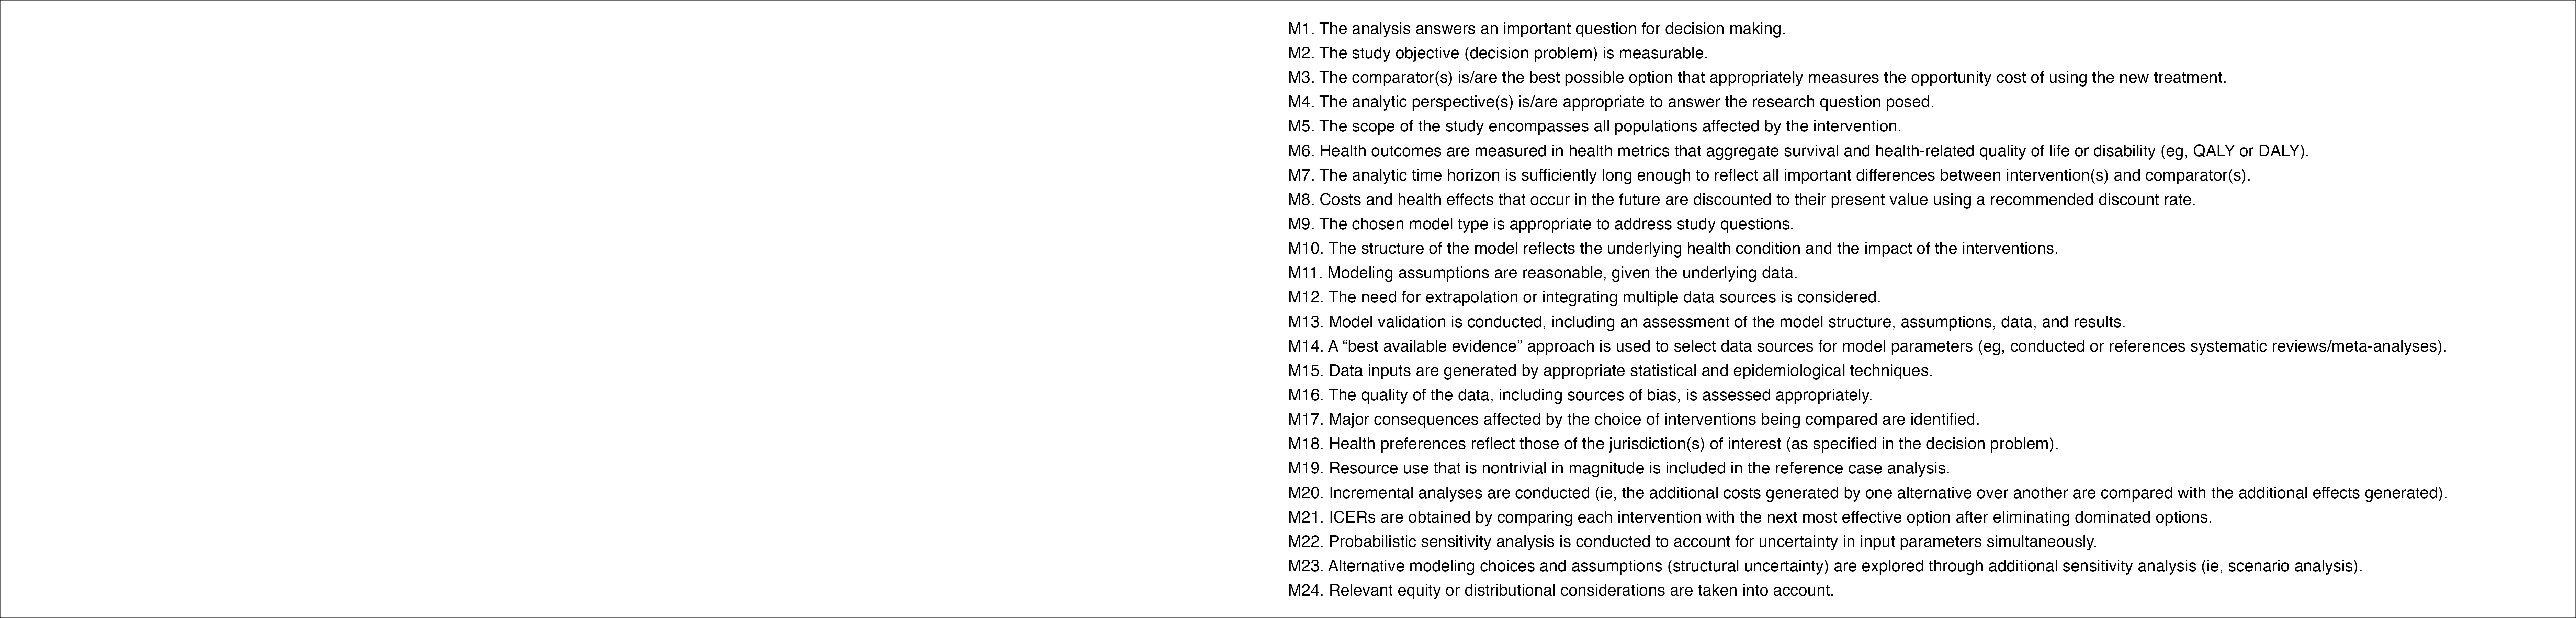 M1. The analysis answers an important question for decision making.
M2. The study objective (decision problem) is measurable.
M3. The comparator(s) is/are the best possible option that appropriately measures the opportunity cost of using the new treatment.
M4. The analytic perspective(s) is/are appropriate to answer the research question posed.
M5. The scope of the study encompasses all populations affected by the intervention.
M6. Health outcomes are measured in health metrics that aggregate survival and health-related quality of life or disability (eg, QALY or DALY).
M7. The analytic time horizon is sufficiently long enough to reflect all important differences between intervention(s) and comparator(s).
M8. Costs and health effects that occur in the future are discounted to their present value using a recommended discount rate.
M9. The chosen model type is appropriate to address study questions.
M10. The structure of the model reflects the underlying health condition and the impact of the interventions.
M11. Modeling assumptions are reasonable, given the underlying data.
M12. The need for extrapolation or integrating multiple data sources is considered.
M13. Model validation is conducted, including an assessment of the model structure, assumptions, data, and results.
M14. A “best available evidence” approach is used to select data sources for model parameters (eg, conducted or references systematic reviews/meta-analyses).
M15. Data inputs are generated by appropriate statistical and epidemiological techniques.
M16. The quality of the data, including sources of bias, is assessed appropriately.
M17. Major consequences affected by the choice of interventions being compared are identified.
M18. Health preferences reflect those of the jurisdiction(s) of interest (as specified in the decision problem).
M19. Resource use that is nontrivial in magnitude is included in the reference case analysis.
M20. Incremental analyses are conducted (ie, the additional costs generated by one alternative over another are compared with the additional effects generated).
M21. ICERs are obtained by comparing each intervention with the next most effective option after eliminating dominated options.
M22. Probabilistic sensitivity analysis is conducted to account for uncertainty in input parameters simultaneously.
M23. Alternative modeling choices and assumptions (structural uncertainty) are explored through additional sensitivity analysis (ie, scenario analysis).
M24. Relevant equity or distributional considerations are taken into account.